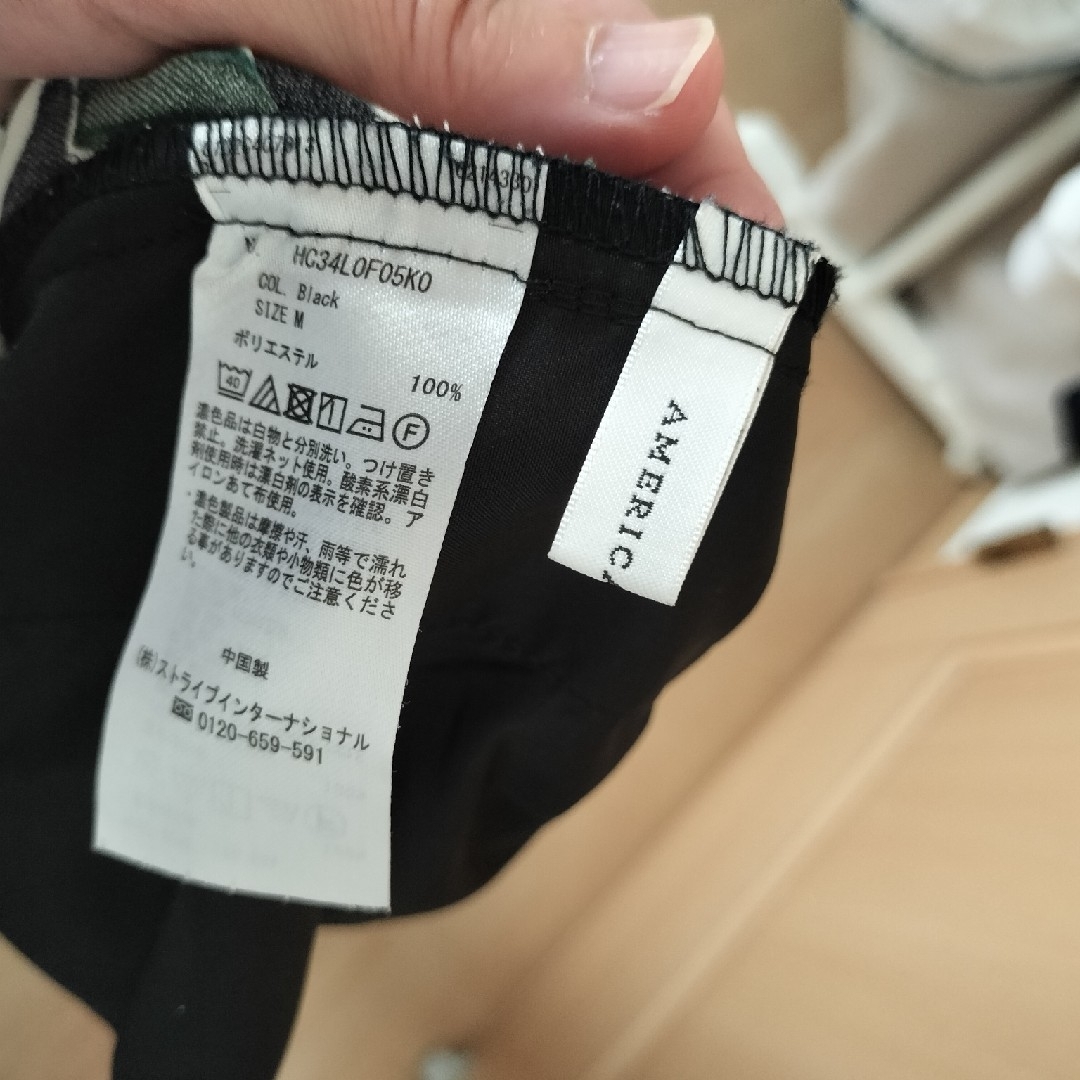 HC34L0F05K0
COL. Black
SIZE M
ポリエステル
100%
40
F
濃色品は白物と分別洗い。つけ置き
禁止。洗濯ネット使用。酸素系漂白
剤使用時は漂白剤の表示を確認。ア
イロンあて布使用。
・濃色製品は摩擦や汗、雨等で濡れ
た態に他の衣類や小物類に色が移
る事がありますのでご注意くださ
い。
中国製
(株)ストライプインターナショナル
0120-659-591
AMERICA